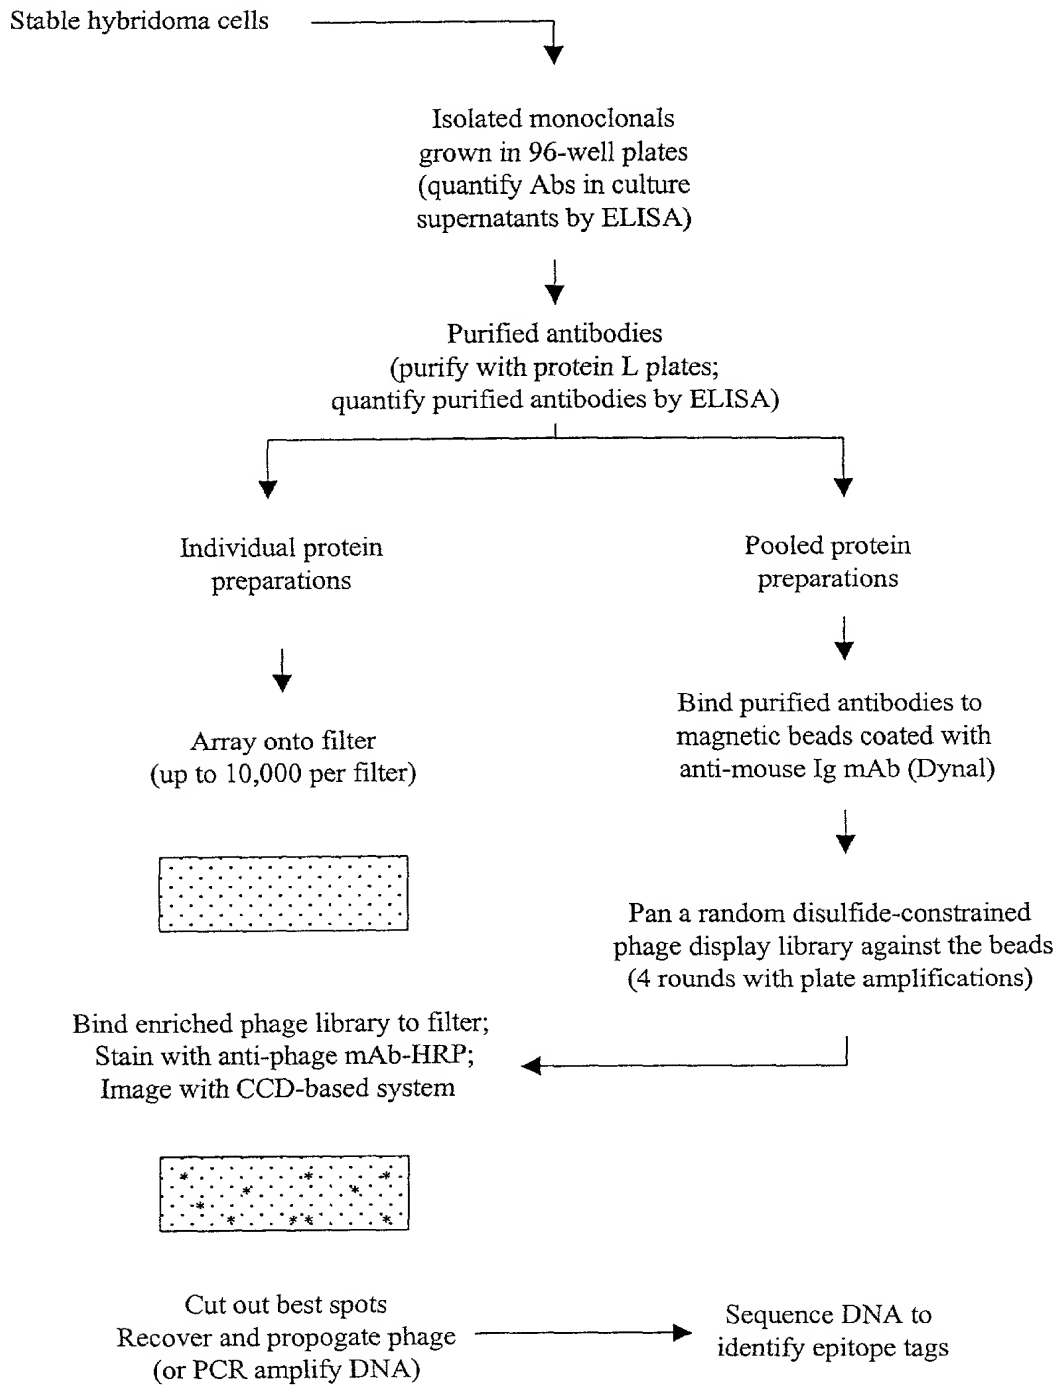 Stable hybridoma cells
Isolated monoclonals
grown in 96-well plates
(quantify Abs in culture
supernatants by ELISA)
Purified antibodies
(purify with protein L plates;
quantify purified antibodies by ELISA)
Individual protein
preparations
Pooled protein
preparations
Array onto filter
(up to 10,000 per filter)
Bind purified antibodies to
magnetic beads coated with
anti-mouse Ig mAb (Dynal)
Pan a random disulfide-constrained
phage display library against the beads
(4 rounds with plate amplifications)
Bind enriched phage library to filter;
Stain with anti-phage mAb-HRP;
Image with CCD-based system
Cut out best spots
Recover and propogate phage
(or PCR amplify DNA)
Sequence DNA to
identify epitope tags